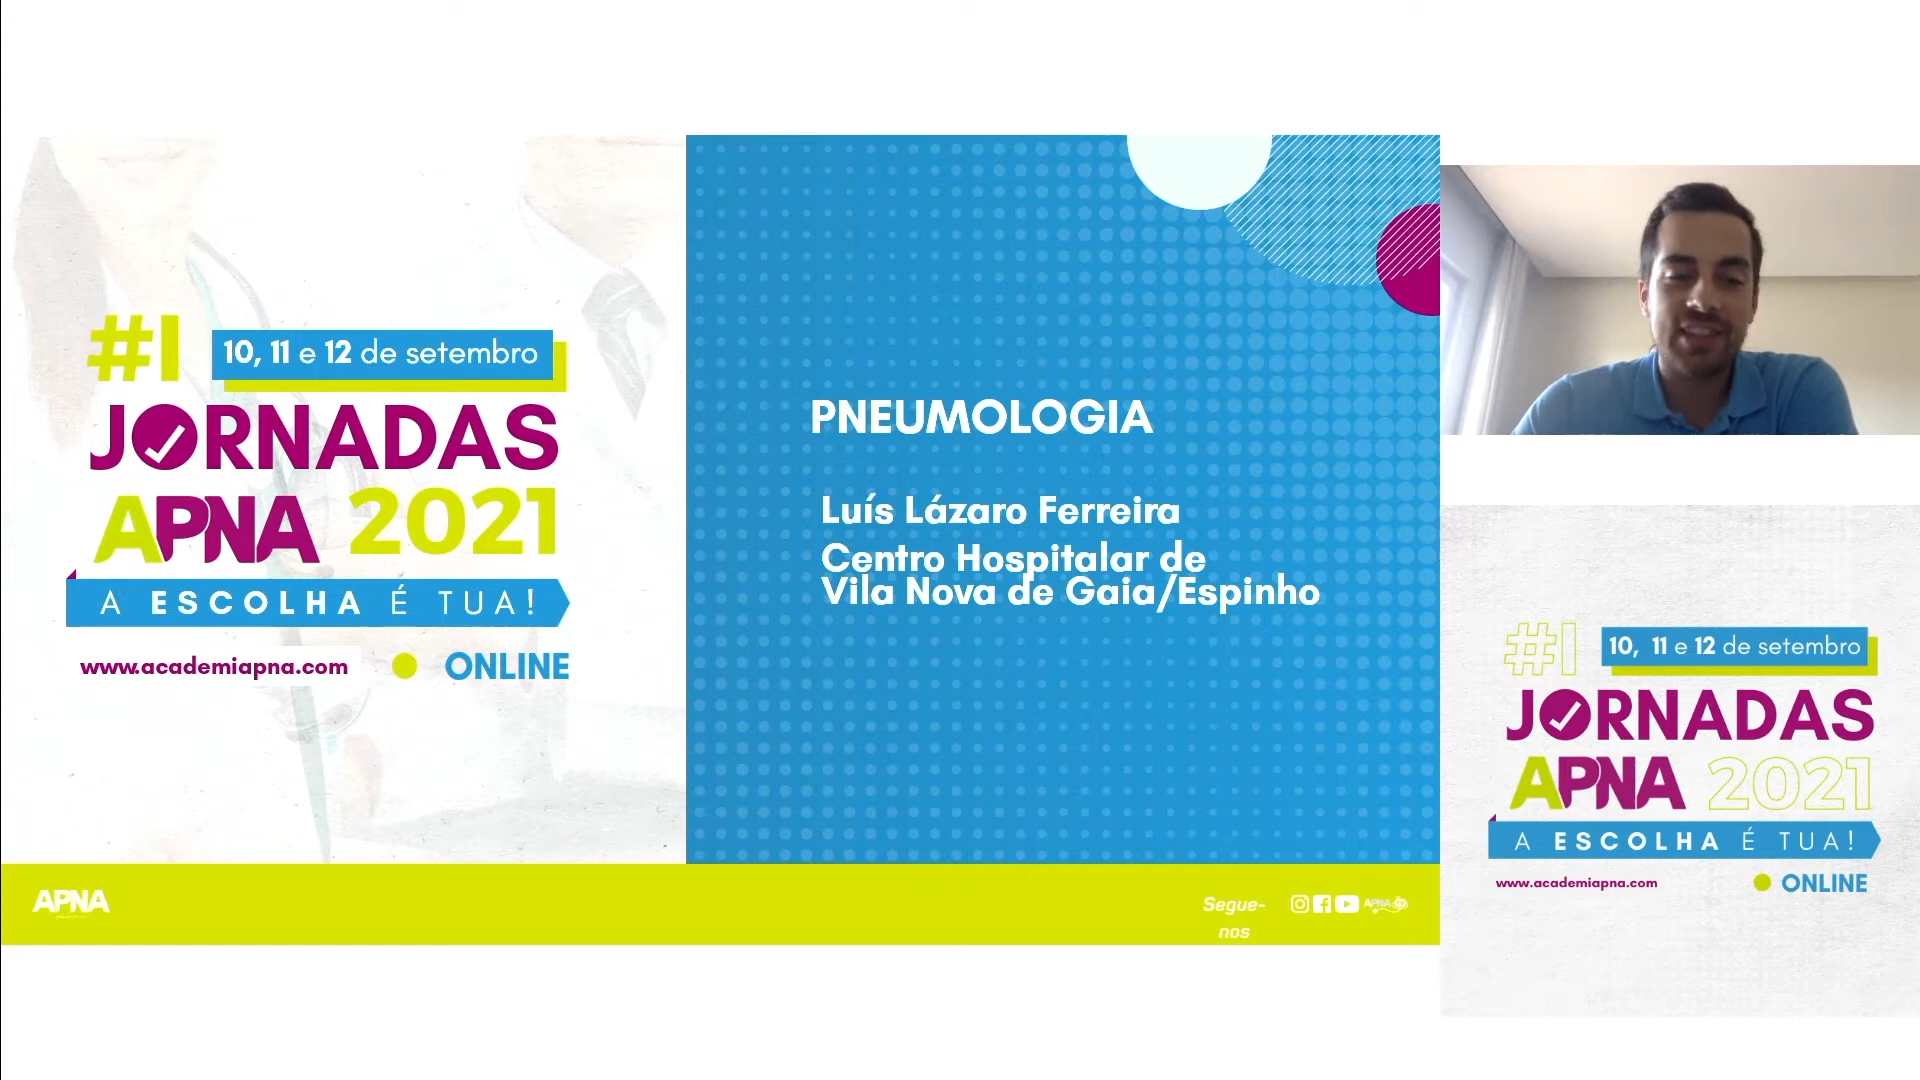 #I
10, 11 e 12 de setembro
JORNADAS
APNA 2021
A ESCOLHA É TUA!
www.academiapna.com
ONLINE
PNEUMOLOGIA
Luís Lázaro Ferreira
Centro Hospitalar de
Vila Nova de Gaia/Espinho
APNA
Segue-
nos
APNA
#I
10, 11 e 12 de setembro
JORNADAS
APNA 2021
A ESCOLHA É TUA!
www.academiapna.com
ONLINE